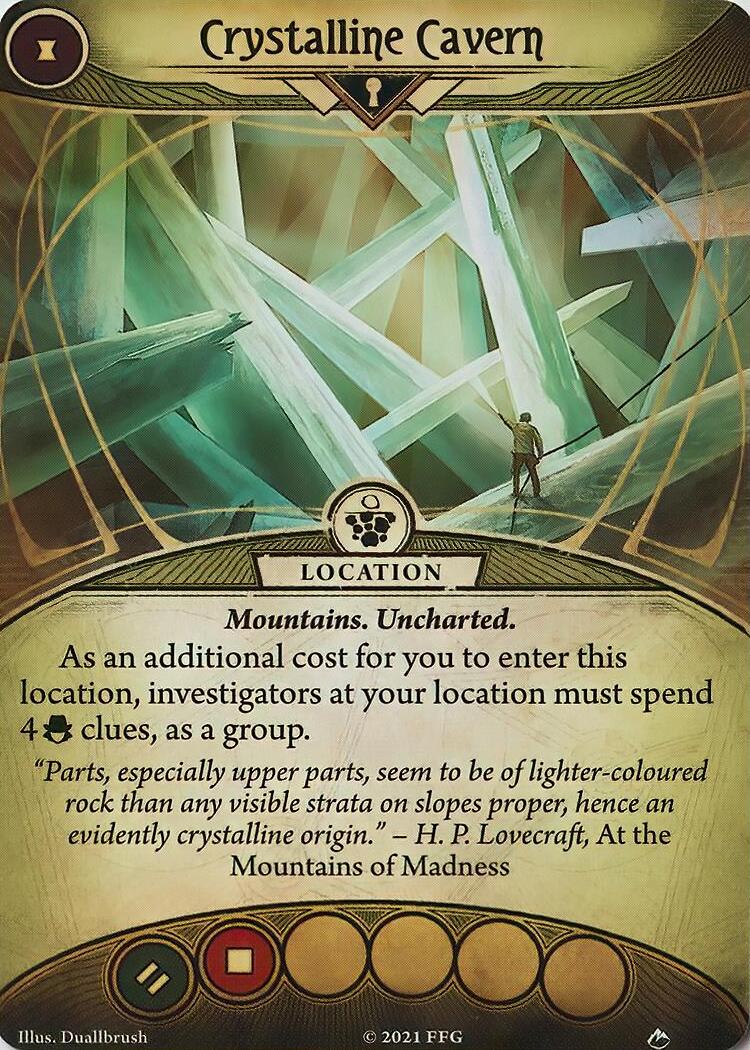 Crystalline Cavern
LOCATION
Mountains. Uncharted.
As an additional cost for you to enter this
location, investigators at your location must spend
4 clues, as a group.
“Parts, especially upper parts, seem to be of lighter-coloured
rock than any visible strata on slopes proper, hence an
evidently crystalline origin.” – H. P. Lovecraft, At the
Mountains of Madness
Illus. Duallbrush
© 2021 FFG